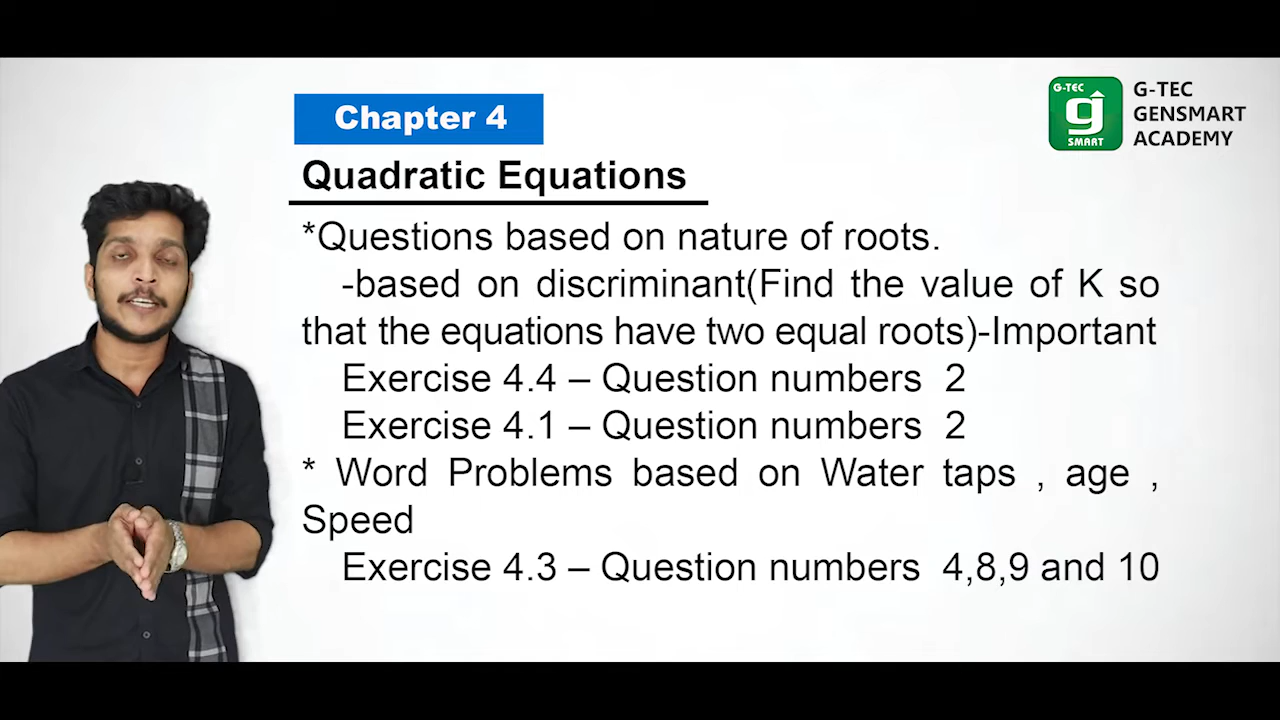 Chapter 4
G-TEC
g
SMART
G-TEC
GENSMART
ACADEMY
Quadratic Equations
*Questions based on nature of roots.
-based on discriminant(Find the value of K so
that the equations have two equal roots)-Important
Exercise 4.4 – Question numbers 2
Exercise 4.1 – Question numbers 2
* Word Problems based on Water taps , age ,
Speed
Exercise 4.3 – Question numbers 4,8,9 and 10